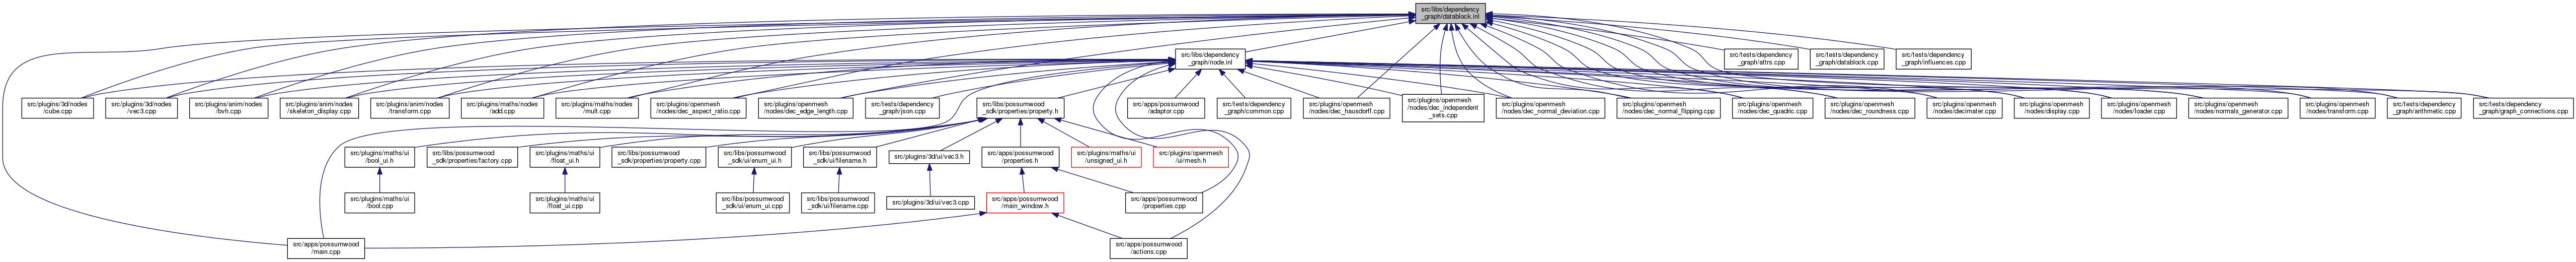 src/libs/dependency
_graph/datablock.inl
src/libs/dependency
_graph/node.inl
src/tests/dependency
_graph/attrs.cpp
src/tests/dependency
_graph/datablock.cpp
src/tests/dependency
_graph/influences.cpp
src/plugins/3d/nodes
/cube.cpp
src/plugins/3d/nodes
/vec3.cpp
src/plugins/anim/nodes
/bvh.cpp
src/plugins/anim/nodes
/skeleton_display.cpp
src/plugins/anim/nodes
/transform.cpp
src/plugins/maths/nodes
/add.cpp
src/plugins/maths/nodes
/mult.cpp
src/plugins/openmesh
/nodes/dec_aspect_ratio.cpp
src/plugins/openmesh
/nodes/dec_edge_length.cpp
src/tests/dependency
_graph/json.cpp
src/libs/possumwood
_sdk/properties/property.h
src/apps/possumwood
/adaptor.cpp
src/tests/dependency
_graph/common.cpp
src/plugins/openmesh
/nodes/dec_hausdorff.cpp
src/plugins/openmesh
/nodes/dec_independent
_sets.cpp
src/plugins/openmesh
/nodes/dec_normal_deviation.cpp
src/plugins/openmesh
/nodes/dec_normal_flipping.cpp
src/plugins/openmesh
/nodes/dec_quadric.cpp
src/plugins/openmesh
/nodes/dec_roundness.cpp
src/plugins/openmesh
/nodes/decimater.cpp
src/plugins/openmesh
/nodes/display.cpp
src/plugins/openmesh
/nodes/loader.cpp
src/plugins/openmesh
/nodes/normals_generator.cpp
src/plugins/openmesh
/nodes/transform.cpp
src/tests/dependency
_graph/arithmetic.cpp
src/tests/dependency
_graph/graph_connections.cpp
src/plugins/maths/ui
/bool_ui.h
src/libs/possumwood
_sdk/properties/factory.cpp
src/plugins/maths/ui
/float_ui.h
src/libs/possumwood
_sdk/properties/property.cpp
src/libs/possumwood
_sdk/ui/enum_ui.h
src/libs/possumwood
_sdk/ui/filename.h
src/plugins/3d/ui/vec3.h
src/apps/possumwood
/properties.h
src/plugins/maths/ui
/unsigned_ui.h
src/plugins/openmesh
/ui/mesh.h
src/plugins/maths/ui
/bool.cpp
src/plugins/maths/ui
/float_ui.cpp
src/libs/possumwood
_sdk/ui/enum_ui.cpp
src/libs/possumwood
_sdk/ui/filename.cpp
src/plugins/3d/ui/vec3.cpp
src/apps/possumwood
/main_window.h
src/apps/possumwood
/properties.cpp
src/apps/possumwood
/main.cpp
src/apps/possumwood
/actions.cpp